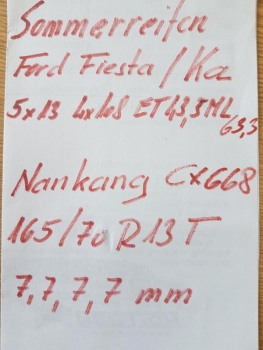 Sommerreifen
Ford Fiesta / Ka
5x13 4x108 ET43,5 ML
63,3
Nankang CX668
165/70 R13 T
7,7,7,7 mm